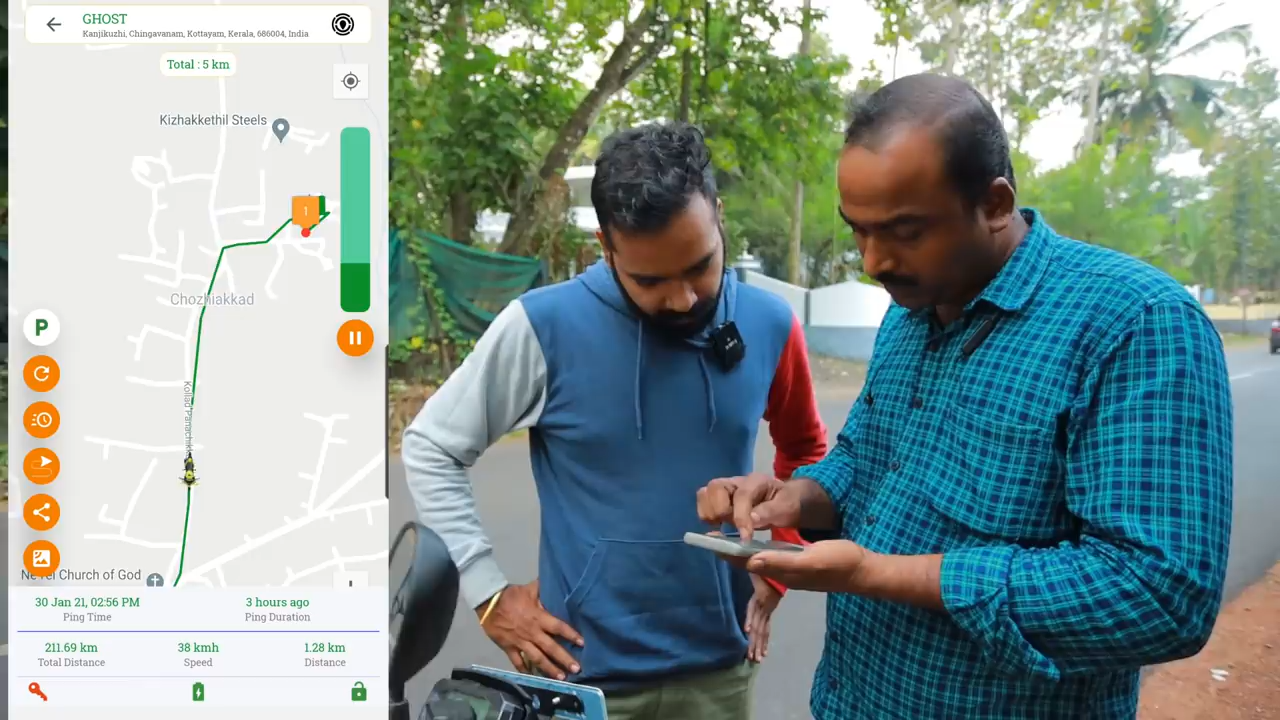 GHOST
Kanjikuzhi, Chingavanam, Kottayam, Kerala, 686004, India
Total : 5 km
Kizhakkethil Steels
1
Chozhiakkad
P
Kollad Panachik
Church of God
30 Jan 21, 02:56 PM
3 hours ago
Ping Time
Ping Duration
211.69 km
38 kmh
1.28 km
Total Distance
Speed
Distance